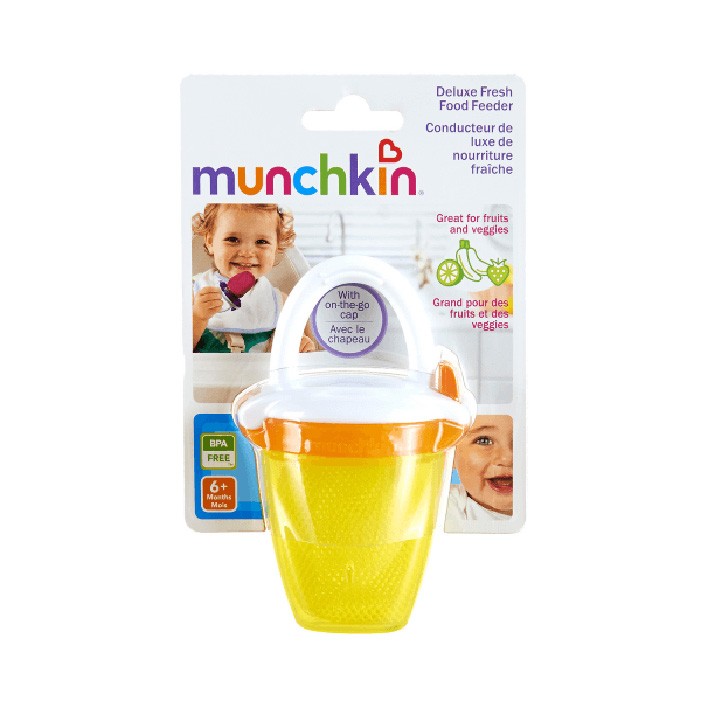 Deluxe Fresh
Food Feeder
Conducteur de
luxe de
nourriture
fraîche
munchkin
Great for fruits
and veggies
With
on-the-go
cap
Avec le
chapeau
Grand pour des
fruits et des
veggies
BPA
FREE
6+
Months
Mois